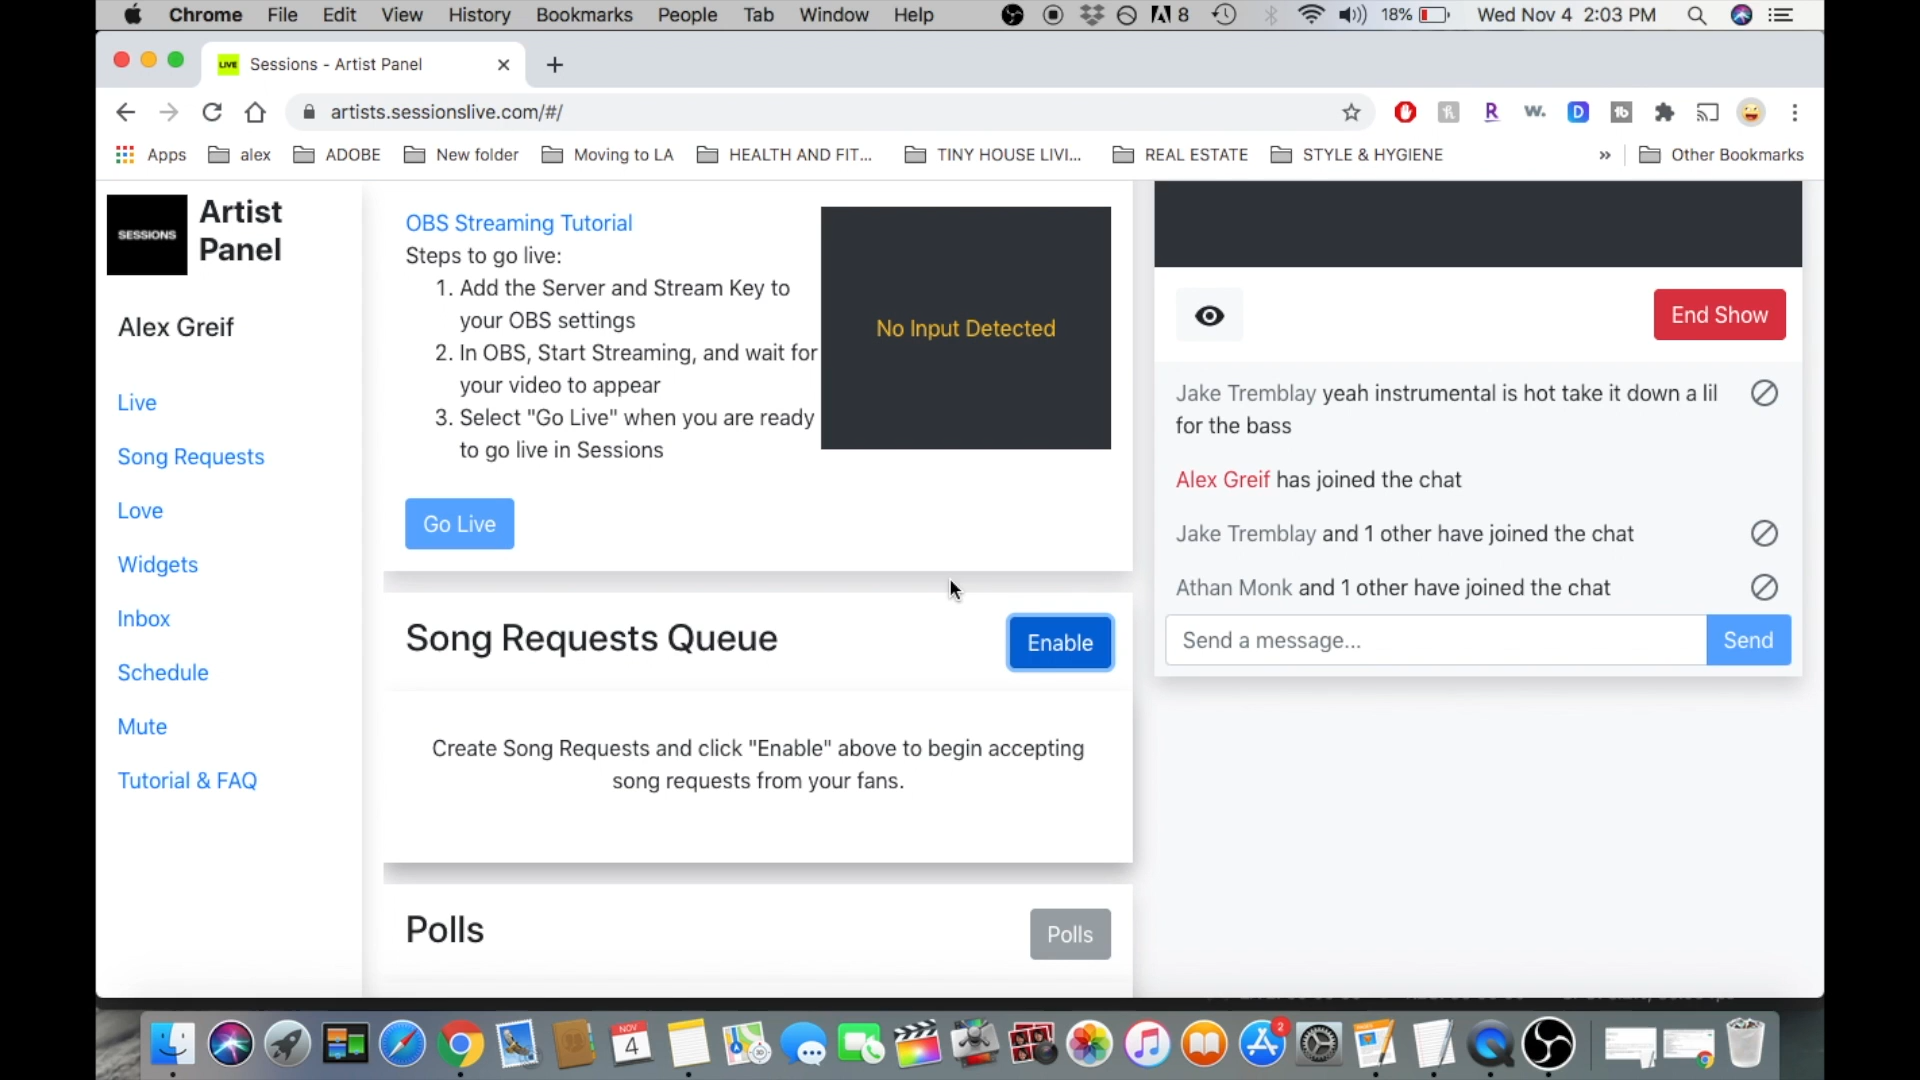 Chrome File Edit View History Bookmarks People Tab Window Help 8 18% Wed Nov 4 2:03 PM
LIVE Sessions - Artist Panel
artists.sessionslive.com/#/
Apps alex ADOBE New folder Moving to LA HEALTH AND FIT... TINY HOUSE LIVI... REAL ESTATE STYLE & HYGIENE » Other Bookmarks
SESSIONS
Artist
Panel
Alex Greif
Live
Song Requests
Love
Widgets
Inbox
Schedule
Mute
Tutorial & FAQ
OBS Streaming Tutorial
Steps to go live:
1. Add the Server and Stream Key to
your OBS settings
2. In OBS, Start Streaming, and wait for
your video to appear
3. Select "Go Live" when you are ready
to go live in Sessions
No Input Detected
Go Live
Song Requests Queue
Enable
Create Song Requests and click "Enable" above to begin accepting
song requests from your fans.
Polls
Polls
End Show
Jake Tremblay yeah instrumental is hot take it down a lil
for the bass
Alex Greif has joined the chat
Jake Tremblay and 1 other have joined the chat
Athan Monk and 1 other have joined the chat
Send a message...
Send
NOV
4
2